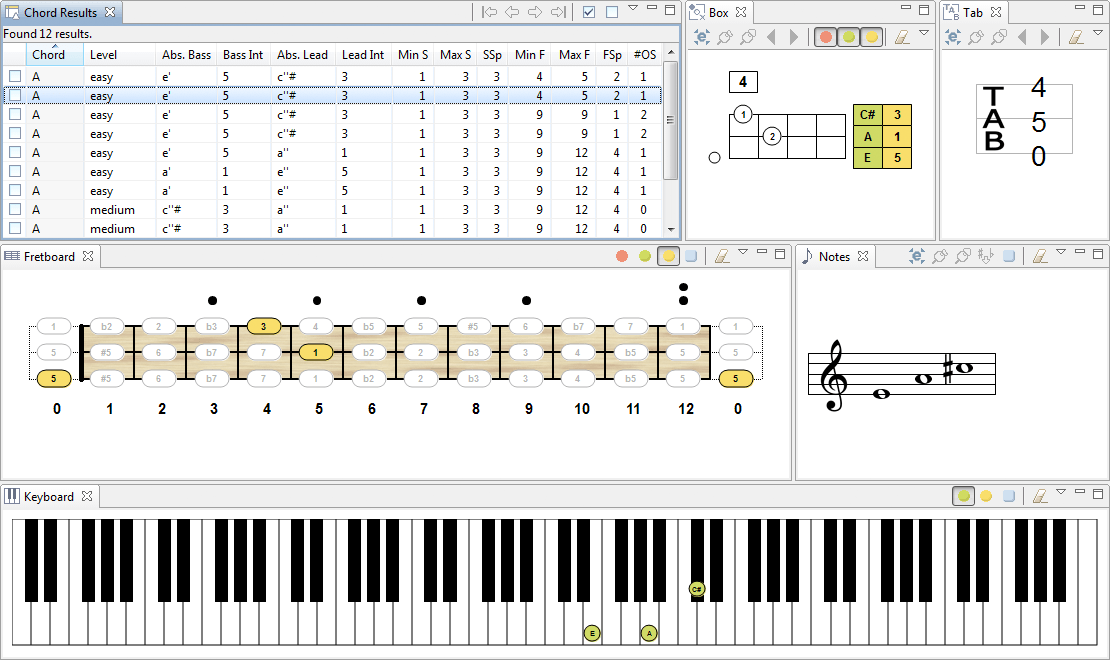 Chord Results
Found 12 results.
Chord Level Abs. Bass Bass Int Abs. Lead Lead Int Min S Max S SSp Min F Max F FSp #OS
A easy e' 5 c''# 3 1 3 3 4 5 2 1
A easy e' 5 c''# 3 1 3 3 4 5 2 1
A easy e' 5 c''# 3 1 3 3 9 9 1 2
A easy e' 5 c''# 3 1 3 3 9 9 1 2
A easy e' 5 a'' 1 1 3 3 9 12 4 1
A easy a' 1 e'' 5 1 3 3 9 12 4 1
A easy a' 1 e'' 5 1 3 3 9 12 4 1
A medium c''# 3 a'' 1 1 3 3 9 12 4 0
A medium c''# 3 a'' 1 1 3 3 9 12 4 0
Box
4
1
2
C# 3
A 1
E 5
Tab
T A B
4
5
0
Fretboard
1 b2 2 b3 3 4 b5 5 #5 6 b7 7 1 1
5 #5 6 b7 7 1 b2 2 b3 3 4 b5 5 5
5 #5 6 b7 7 1 b2 2 b3 3 4 b5 5 5
0 1 2 3 4 5 6 7 8 9 10 11 12 0
Notes
Keyboard
C#
E A